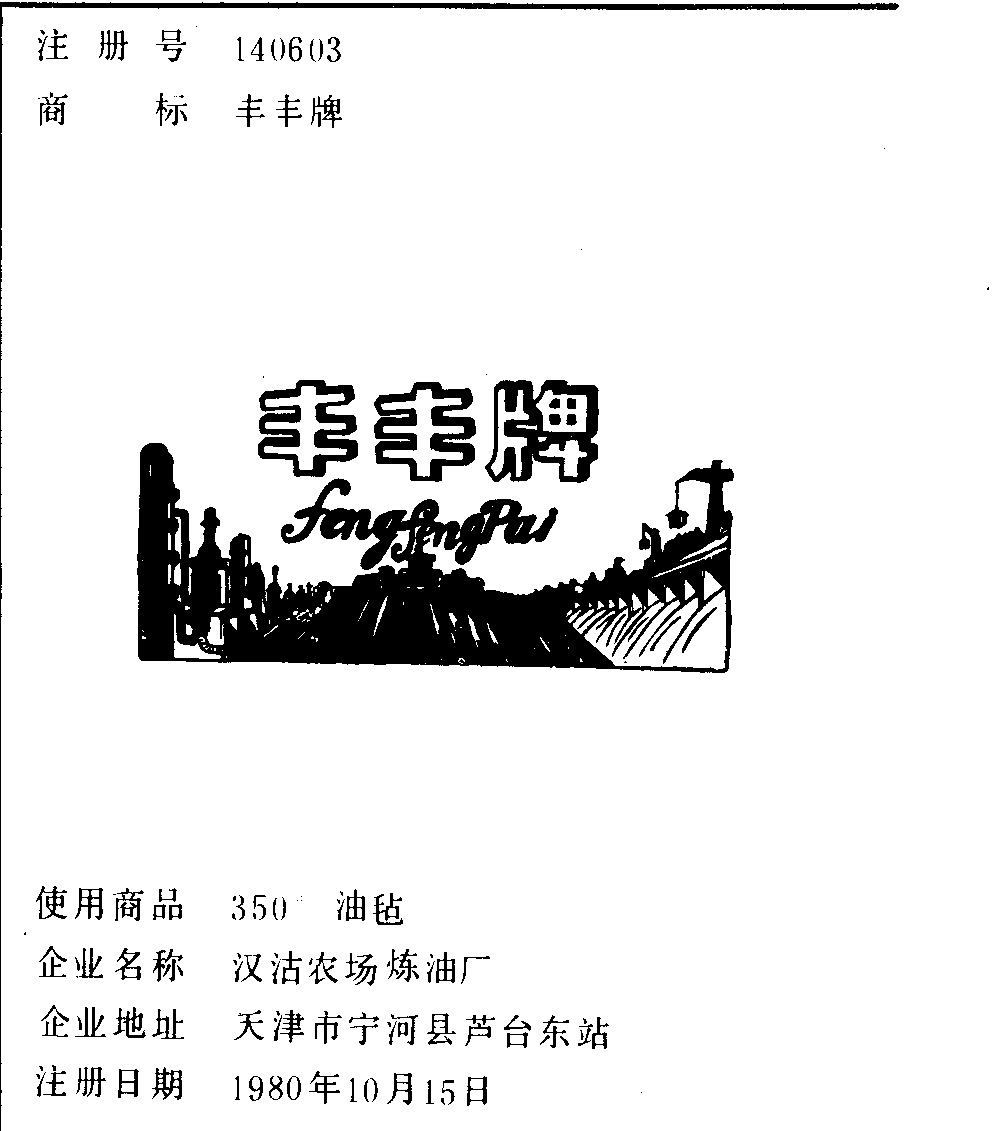 注册号 140603
商标 丰丰牌
丰丰牌
fengfengPai
使用商品 350 油毡
企业名称 汉沽农场炼油厂
企业地址 天津市宁河县芦台东站
注册日期 1980年10月15日